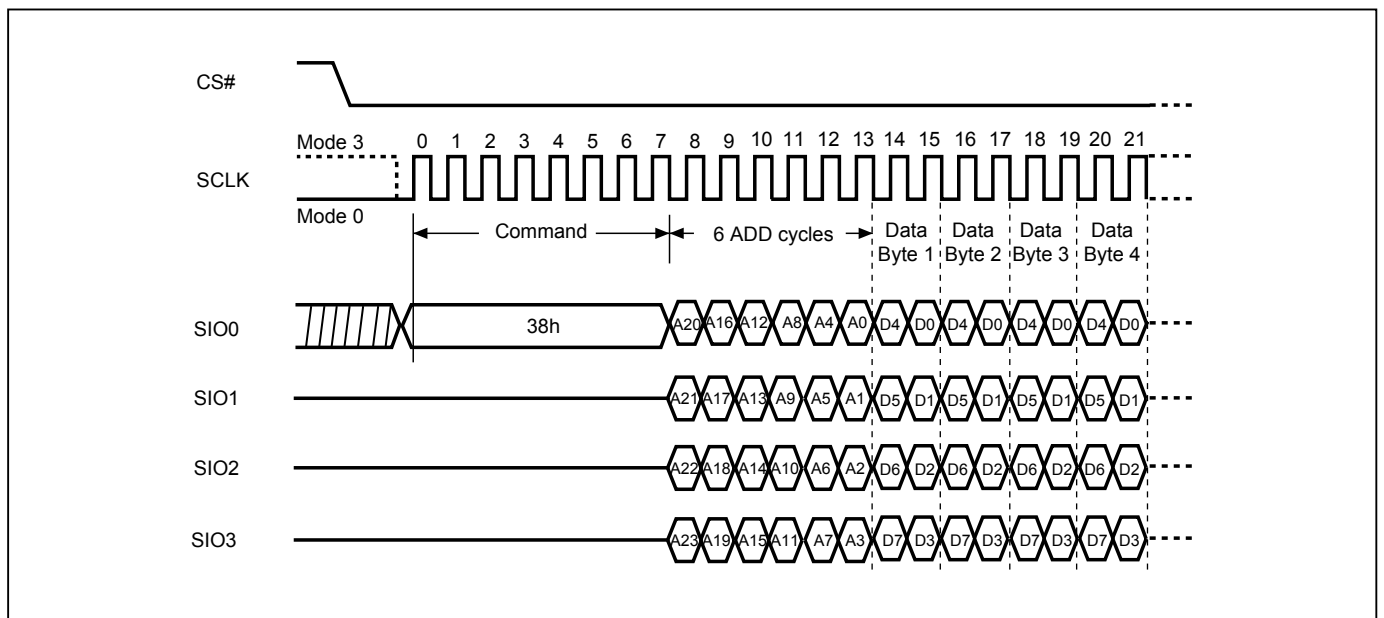 CS#
Mode 3 0 1 2 3 4 5 6 7 8 9 10 11 12 13 14 15 16 17 18 19 20 21
SCLK
Mode 0
Command 6 ADD cycles Data Data Data Data
Byte 1 Byte 2 Byte 3 Byte 4
SIO0 38h A20 A16 A12 A8 A4 A0 D4 D0 D4 D0 D4 D0 D4 D0
SIO1 A21 A17 A13 A9 A5 A1 D5 D1 D5 D1 D5 D1 D5 D1
SIO2 A22 A18 A14 A10 A6 A2 D6 D2 D6 D2 D6 D2 D6 D2
SIO3 A23 A19 A15 A11 A7 A3 D7 D3 D7 D3 D7 D3 D7 D3